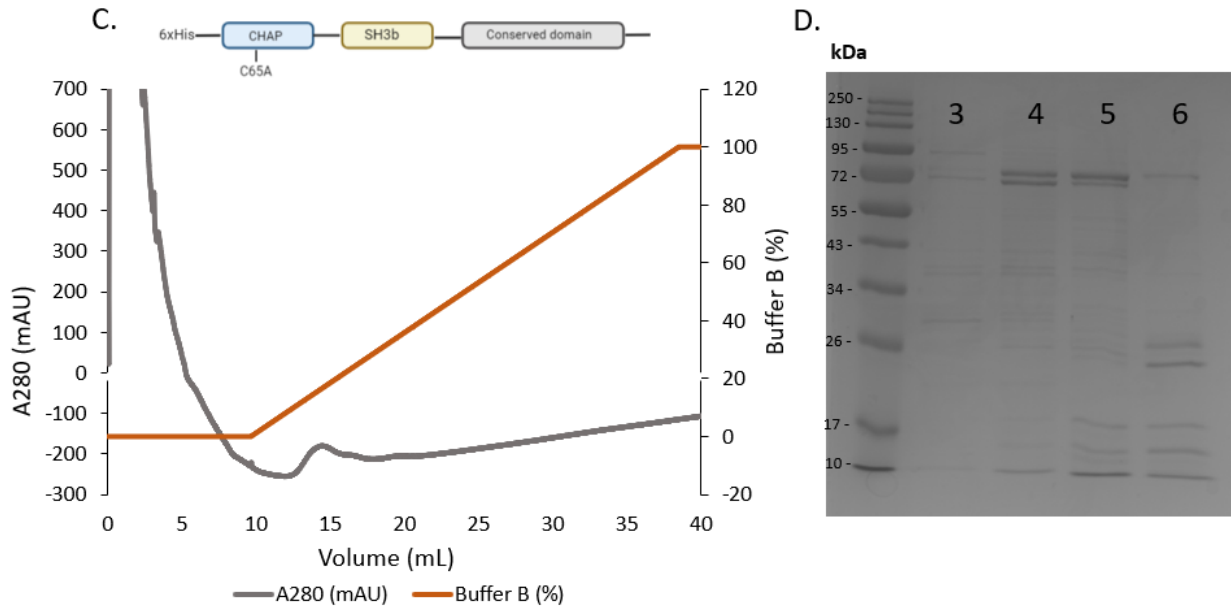 C.
6xHis
CHAP
SH3b
Conserved domain
C65A
700
600
500
400
300
200
100
0
-100
-200
-300
A280 (mAU)
120
100
80
60
40
20
0
-20
Buffer B (%)
0 5 10 15 20 25 30 35 40
Volume (mL)
A280 (mAU) Buffer B (%)
D.
kDa
3 4 5 6
250 -
130 -
95 -
72 -
55 -
43 -
34 -
26 -
17 -
10 -